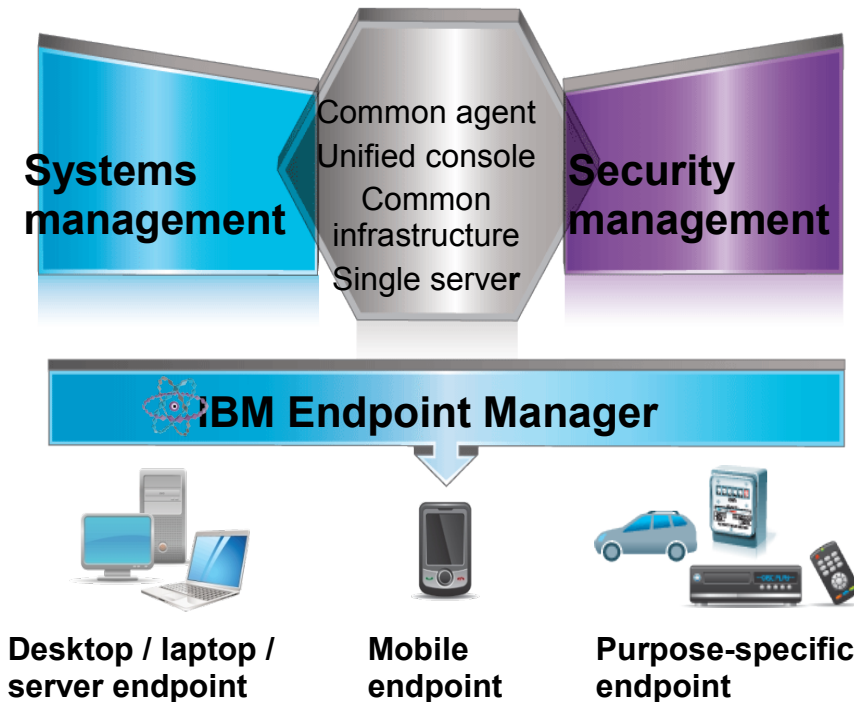 Common agent
Unified console
Common
infrastructure
Single server
Systems
management
Security
management
IBM Endpoint Manager
Desktop / laptop /
server endpoint
Mobile
endpoint
Purpose-specific
endpoint